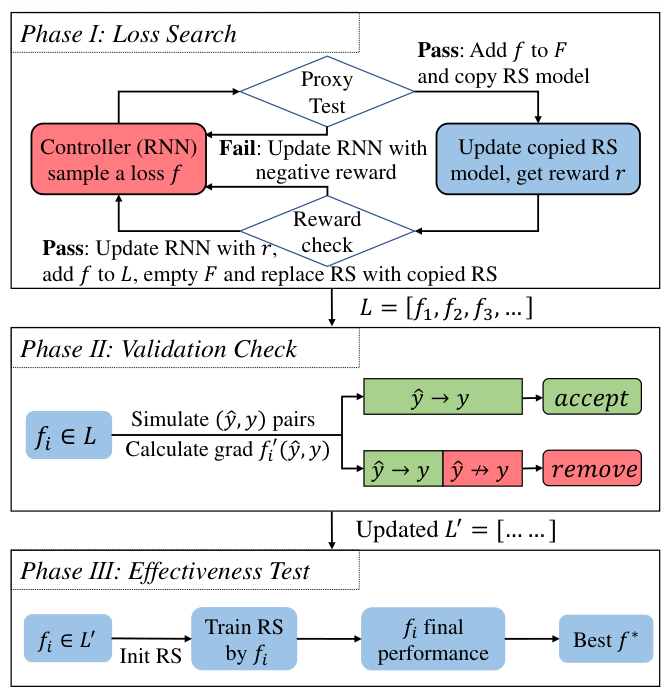 Phase I: Loss Search
Pass: Add f to F
and copy RS model
Proxy
Test
Controller (RNN)
sample a loss f
Fail: Update RNN with
negative reward
Update copied RS
model, get reward r
Reward
check
Pass: Update RNN with r,
add f to L, empty F and replace RS with copied RS
L = [f₁, f₂, f₃, …]
Phase II: Validation Check
fᵢ ∈ L
Simulate (ŷ, y) pairs
Calculate grad fᵢ′(ŷ, y)
ŷ → y
accept
ŷ → y
ŷ ↛ y
remove
Updated L′ = [… …]
Phase III: Effectiveness Test
fᵢ ∈ L′
Init RS
Train RS
by fᵢ
fᵢ final
performance
Best f*